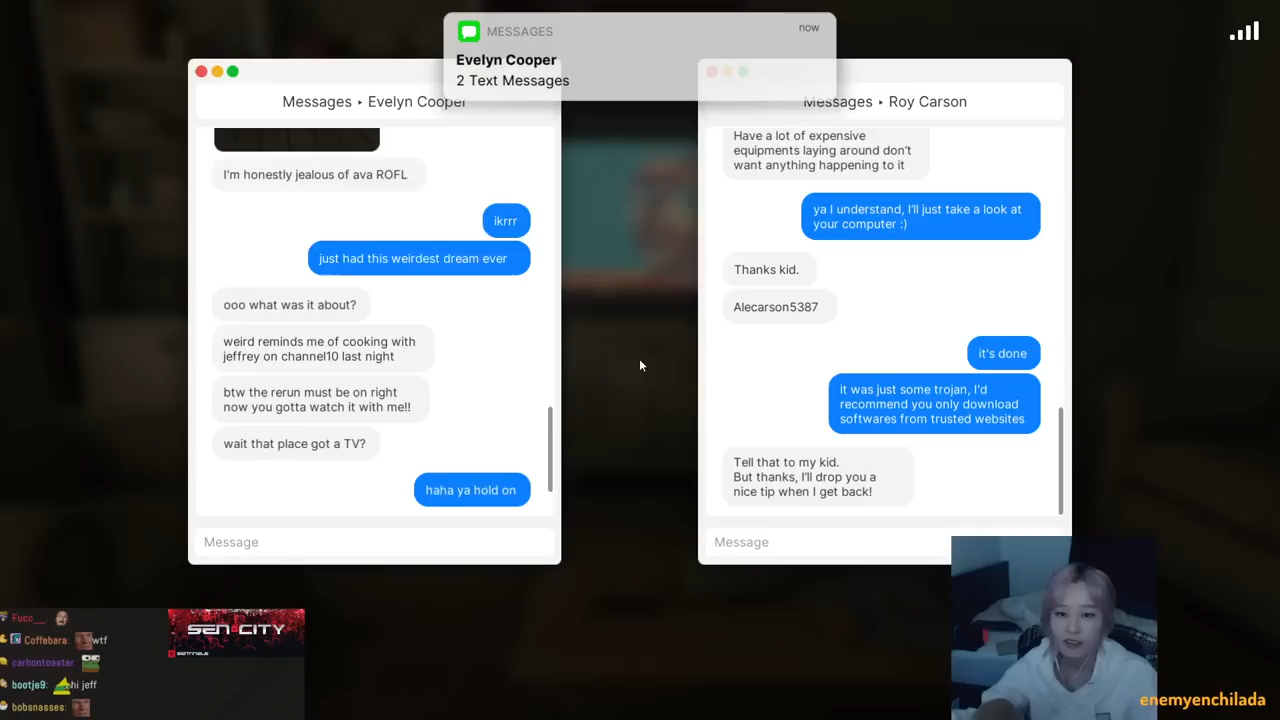 MESSAGES
now
Evelyn Cooper
2 Text Messages
Messages ‣ Evelyn Cooper
I'm honestly jealous of ava ROFL
ikrrr
just had this weirdest dream ever
ooo what was it about?
weird reminds me of cooking with
jeffrey on channel10 last night
btw the rerun must be on right
now you gotta watch it with me!!
wait that place got a TV?
haha ya hold on
Message
Messages ‣ Roy Carson
Have a lot of expensive
equipments laying around don't
want anything happening to it
ya I understand, I'll just take a look at
your computer :)
Thanks kid.
Alecarson5387
it's done
it was just some trojan, I'd
recommend you only download
softwares from trusted websites
Tell that to my kid.
But thanks, I'll drop you a
nice tip when I get back!
Message
Fucc__:
Coffebara: wtf
carbontoaster
bootje9: hi jeff
bobsnasses:
SEN CITY
SENTINELS
enemyenchilada